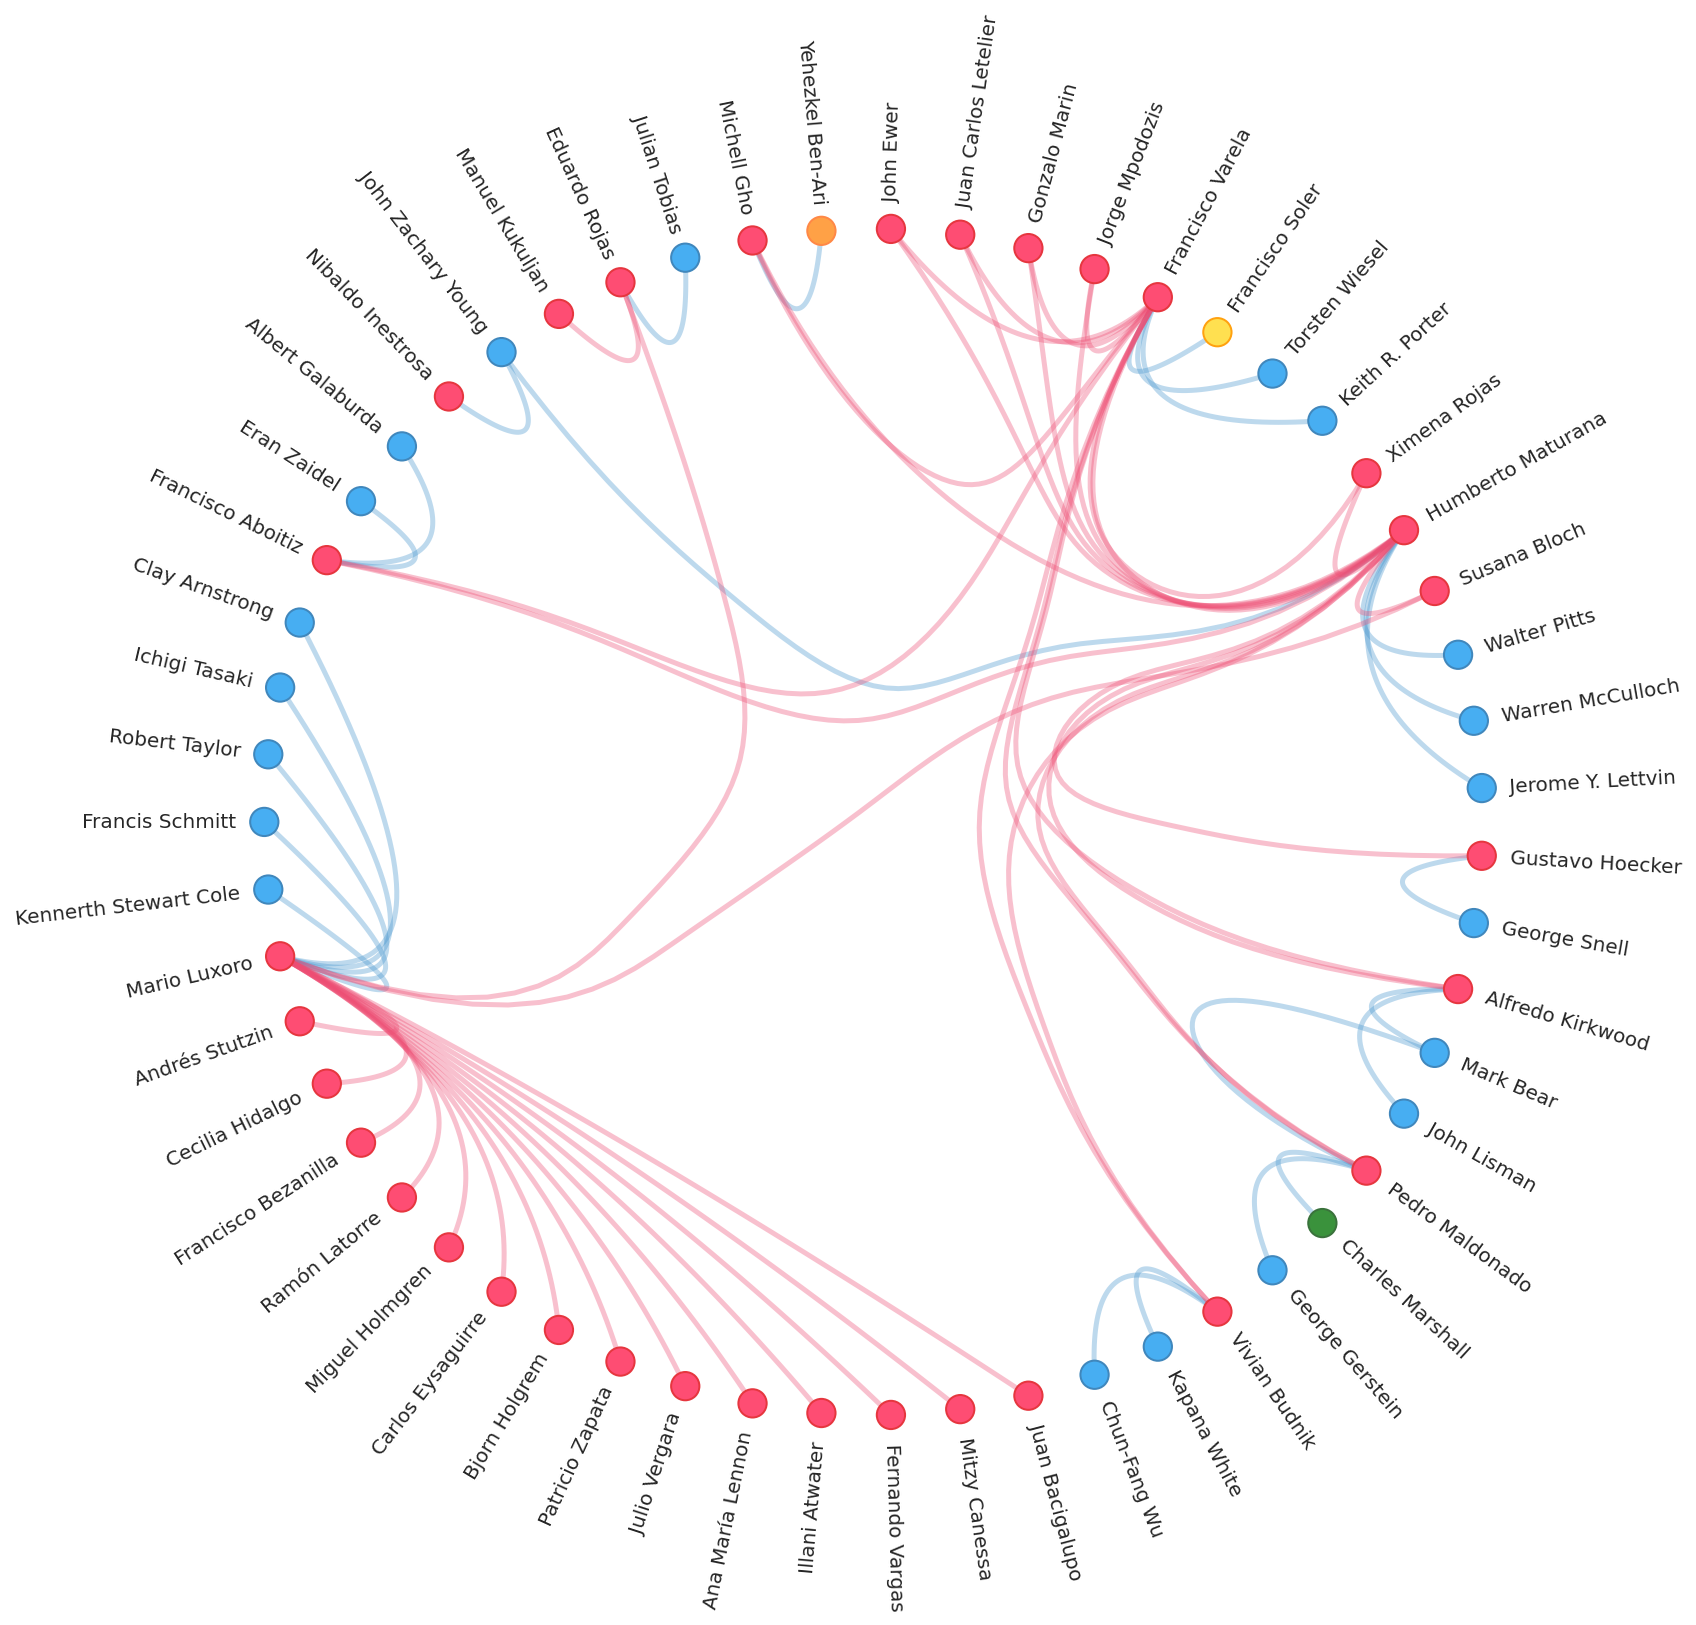 Yehezkel Ben-Ari
John Ewer
Juan Carlos Letelier
Gonzalo Marin
Jorge Mpodozis
Francisco Varela
Francisco Soler
Torsten Wiesel
Keith R. Porter
Ximena Rojas
Humberto Maturana
Susana Bloch
Walter Pitts
Warren McCulloch
Jerome Y. Lettvin
Gustavo Hoecker
George Snell
Alfredo Kirkwood
Mark Bear
John Lisman
Pedro Maldonado
Charles Marshall
George Gerstein
Vivian Budnik
Kapana White
Chun-Fang Wu
Juan Bacigalupo
Mitzy Canessa
Fernando Vargas
Illani Atwater
Ana María Lennon
Julio Vergara
Patricio Zapata
Bjorn Holgrem
Carlos Eysaguirre
Miguel Holmgren
Ramón Latorre
Francisco Bezanilla
Cecilia Hidalgo
Andrés Stutzin
Mario Luxoro
Kennerth Stewart Cole
Francis Schmitt
Robert Taylor
Ichigi Tasaki
Clay Arnstrong
Francisco Aboitiz
Eran Zaidel
Albert Galaburda
Nibaldo Inestrosa
John Zachary Young
Manuel Kukuljan
Eduardo Rojas
Julian Tobias
Michell Gho